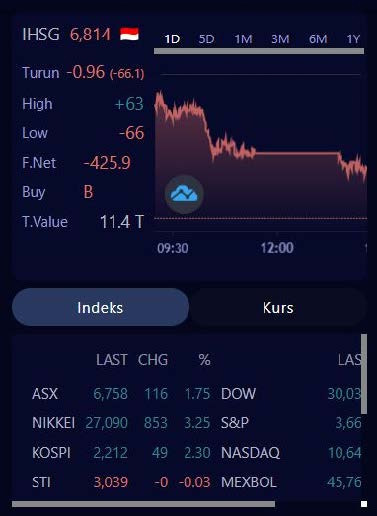 IHSG 6,814
1D 5D 1M 3M 6M 1Y
Turun -0.96 (-66.1)
High +63
Low -66
F.Net -425.9
Buy B
T.Value 11.4 T
09:30 12:00 1
Indeks Kurs
LAST CHG % LAS
ASX 6,758 116 1.75 DOW 30,03
NIKKEI 27,090 853 3.25 S&P 3,66
KOSPI 2,212 49 2.30 NASDAQ 10,64
STI 3,039 -0 -0.03 MEXBOL 45,76